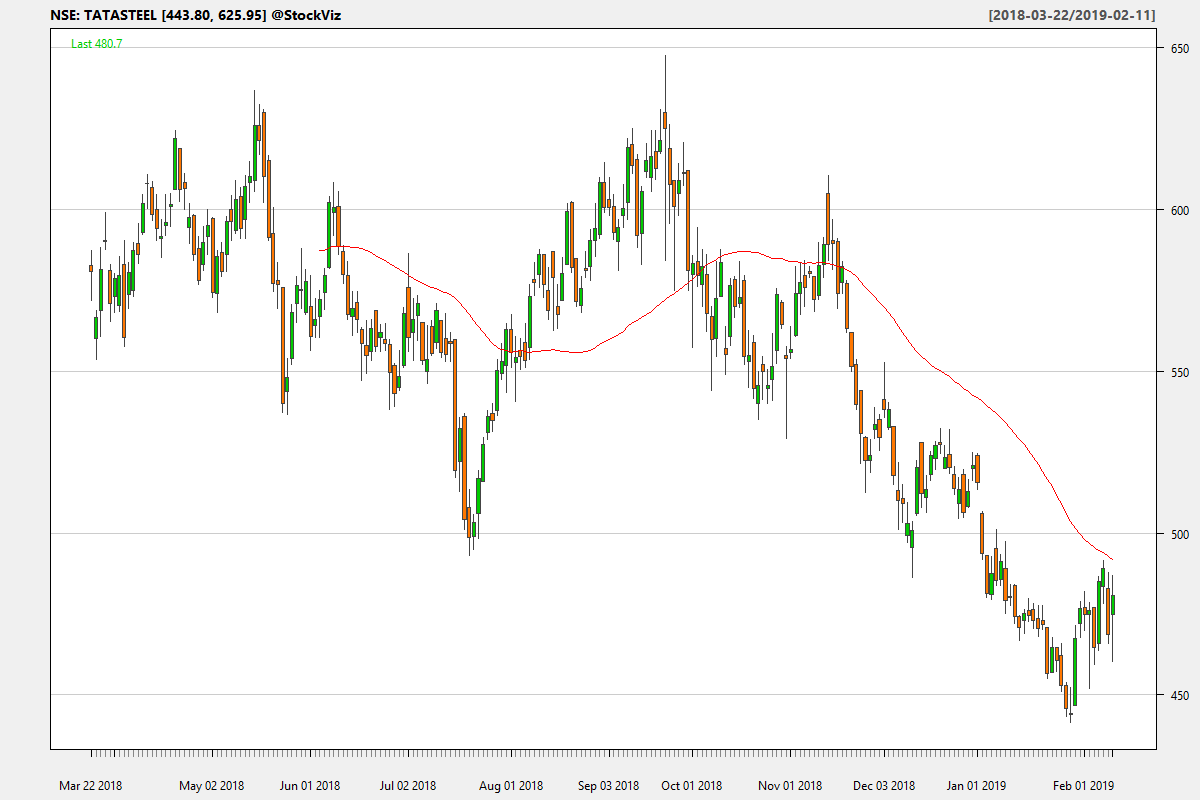 NSE: TATASTEEL [443.80, 625.95] @StockViz [2018-03-22/2019-02-11]
Last 480.7
650
600
550
500
450
Mar 22 2018 May 02 2018 Jun 01 2018 Jul 02 2018 Aug 01 2018 Sep 03 2018 Oct 01 2018 Nov 01 2018 Dec 03 2018 Jan 01 2019 Feb 01 2019